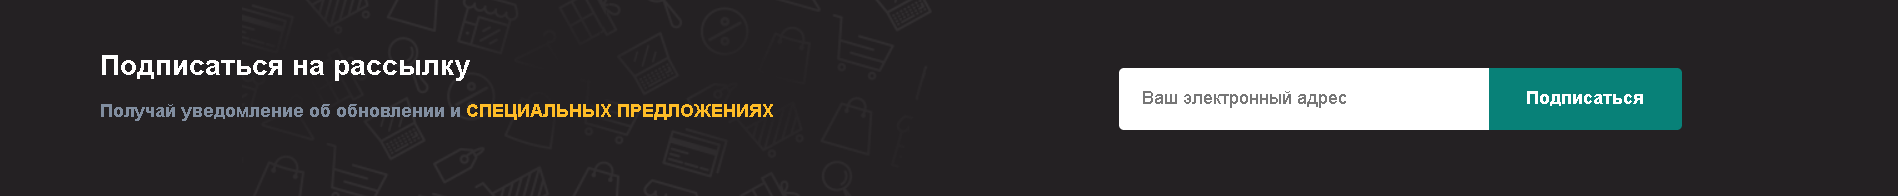 Подписаться на рассылку
Получай уведомление об обновлении и СПЕЦИАЛЬНЫХ ПРЕДЛОЖЕНИЯХ
Ваш электронный адрес
Подписаться